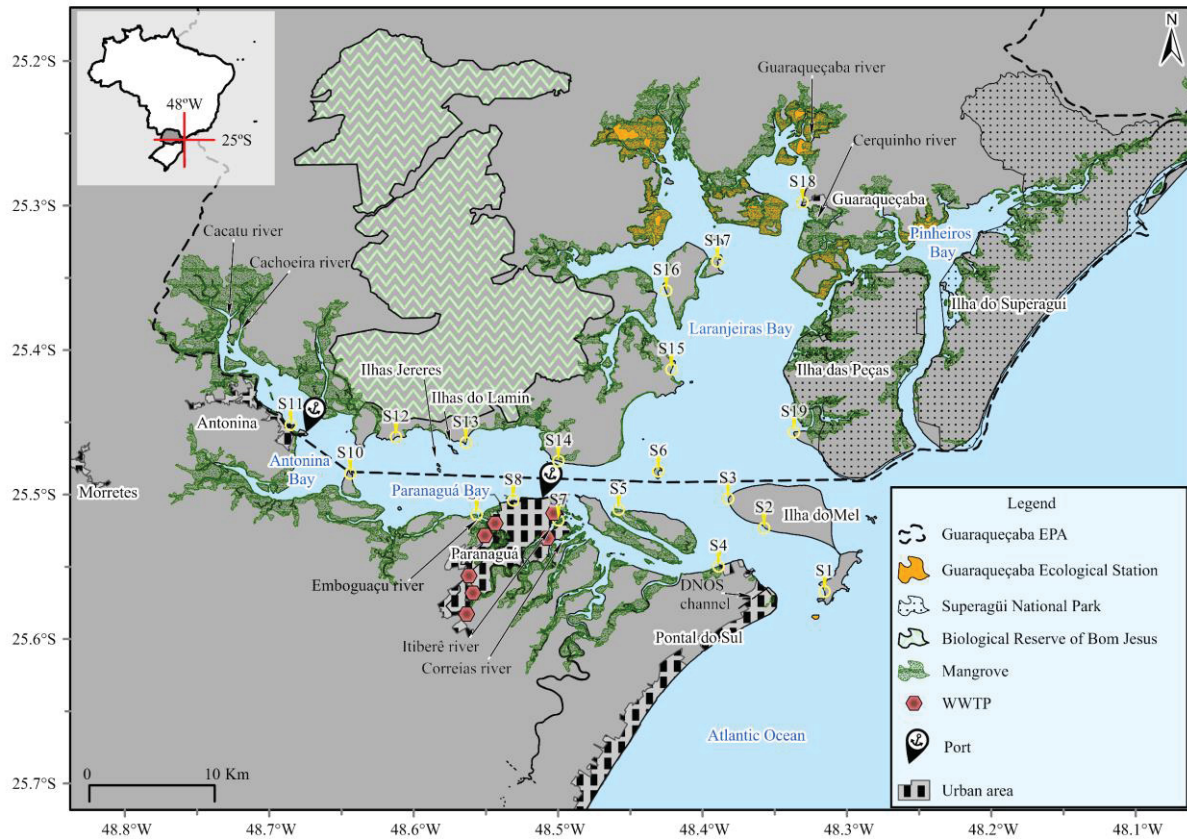 N
48°W
25°S
25.2°S
25.3°S
25.4°S
25.5°S
25.6°S
25.7°S
Guaraqueçaba river
Cerquinho river
S18
Guaraqueçaba
Pinheiros
Bay
Cacatu river
Cachoeira river
S17
S16
Ilha do Superagui
Laranjeiras Bay
S15
Ilhas Jereres
Ilha das Peças
Ilhas do Lamin
S11
S12
S13
S19
Antonina
S14
S10
S6
Antonina
Bay
Morretes
Paranaguá Bay
S8
S7
S5
S3
S2
Ilha do Mel
Paranaguá
S4
S1
Emboguaçu river
DNOS
channel
Itiberê river
Correias river
Pontal do Sul
Atlantic Ocean
0 10 Km
Legend
Guaraqueçaba EPA
Guaraqueçaba Ecological Station
Superagüi National Park
Biological Reserve of Bom Jesus
Mangrove
WWTP
Port
Urban area
48.8°W 48.7°W 48.6°W 48.5°W 48.4°W 48.3°W 48.2°W 48.1°W